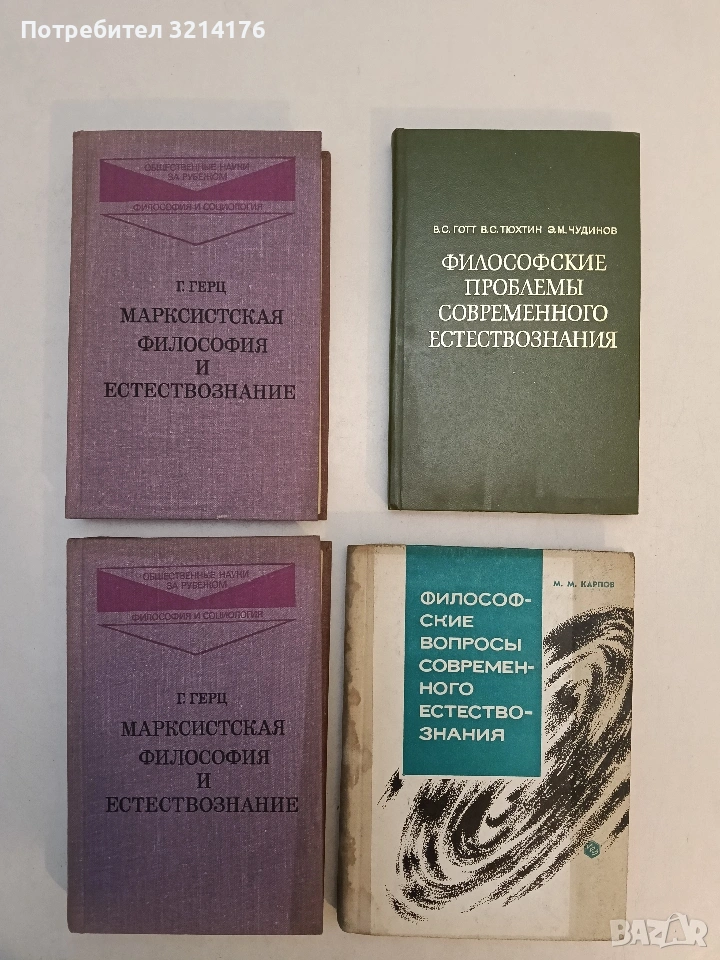 Потребител 3214176
ОБЩЕСТВЕННЫЕ НАУКИ
ЗА РУБЕЖОМ
ФИЛОСОФИЯ И СОЦИОЛОГИЯ
Г. ГЕРЦ
МАРКСИСТСКАЯ
ФИЛОСОФИЯ
И
ЕСТЕСТВОЗНАНИЕ
В.С. ГОТТ В.С. ТЮХТИН Э.М. ЧУДИНОВ
ФИЛОСОФСКИЕ
ПРОБЛЕМЫ
СОВРЕМЕННОГО
ЕСТЕСТВОЗНАНИЯ
ОБЩЕСТВЕННЫЕ НАУКИ
ЗА РУБЕЖОМ
ФИЛОСОФИЯ И СОЦИОЛОГИЯ
Г. ГЕРЦ
МАРКСИСТСКАЯ
ФИЛОСОФИЯ
И
ЕСТЕСТВОЗНАНИЕ
М. М. КАРПОВ
ФИЛОСОФ-
СКИЕ
ВОПРОСЫ
СОВРЕМЕН-
НОГО
ЕСТЕСТВО-
ЗНАНИЯ
BAZAR